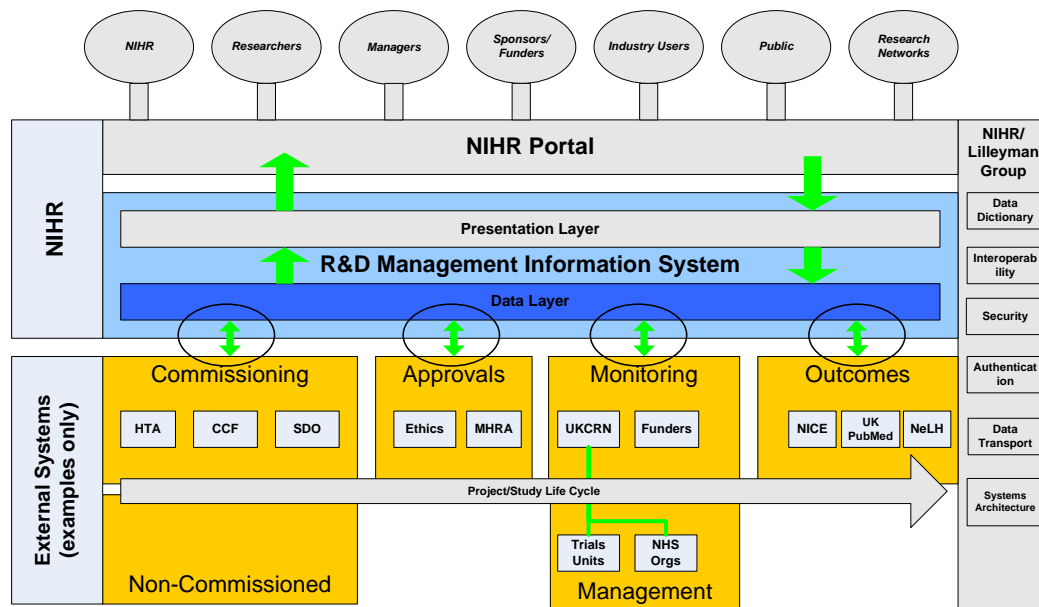 NIHR
Researchers
Managers
Sponsors/
Funders
Industry Users
Public
Research
Networks
NIHR
NIHR Portal
NIHR/
Lilleyman
Group
Presentation Layer
R&D Management Information System
Data Layer
Data
Dictionary
Interoperab
ility
Security
Authenticat
ion
Data
Transport
Systems
Architecture
External Systems
(examples only)
Commissioning
Approvals
Monitoring
Outcomes
HTA
CCF
SDO
Ethics
MHRA
UKCRN
Funders
NICE
UK
PubMed
NeLH
Project/Study Life Cycle
Trials
Units
NHS
Orgs
Non-Commissioned
Management